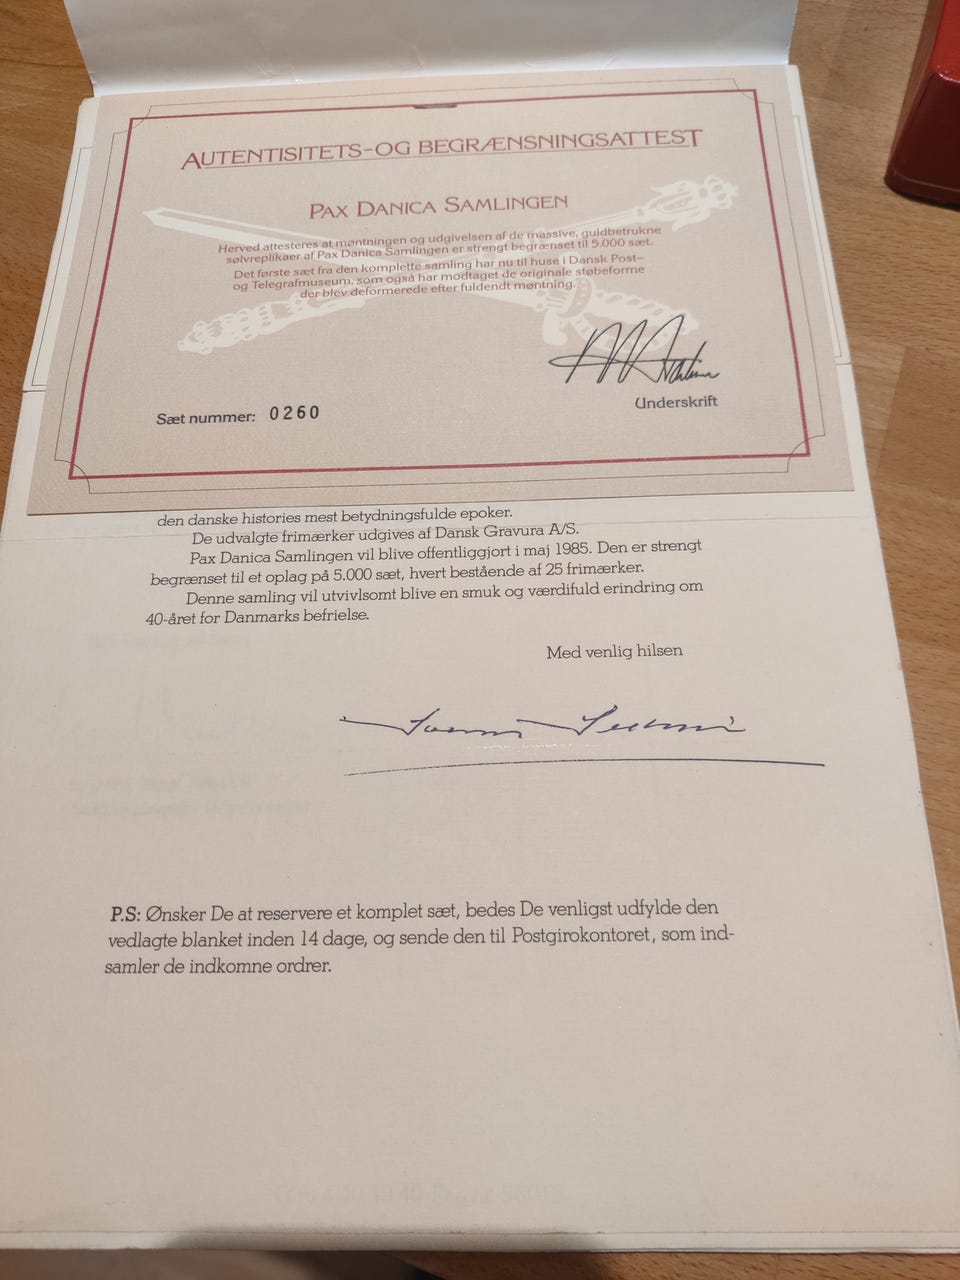 AUTENTISITETS-OG BEGRÆNSNINGSATTEST
PAX DANICA SAMLINGEN
Herved attesteres at møntningen og udgivelsen af de massive, guldbetrukne
sølvreplikaer af Pax Danica Samlingen er strengt begrænset til 5.000 sæt.
Det første sæt fra den komplette samling har nu til huse i Dansk Post-
og Telegrafmuseum, som også har modtaget de originale støbeforme
der blev deformerede efter fuldendt møntning.
Sæt nummer: 0260
Underskrift
den danske histories mest betydningsfulde epoker.
De udvalgte frimærker udgives af Dansk Gravura A/S.
Pax Danica Samlingen vil blive offentliggjort i maj 1985. Den er strengt
begrænset til et oplag på 5.000 sæt, hvert bestående af 25 frimærker.
Denne samling vil utvivlsomt blive en smuk og værdifuld erindring om
40-året for Danmarks befrielse.
Med venlig hilsen
P.S: Ønsker De at reservere et komplet sæt, bedes De venligst udfylde den
vedlagte blanket inden 14 dage, og sende den til Postgirokontoret, som ind-
samler de indkomne ordrer.